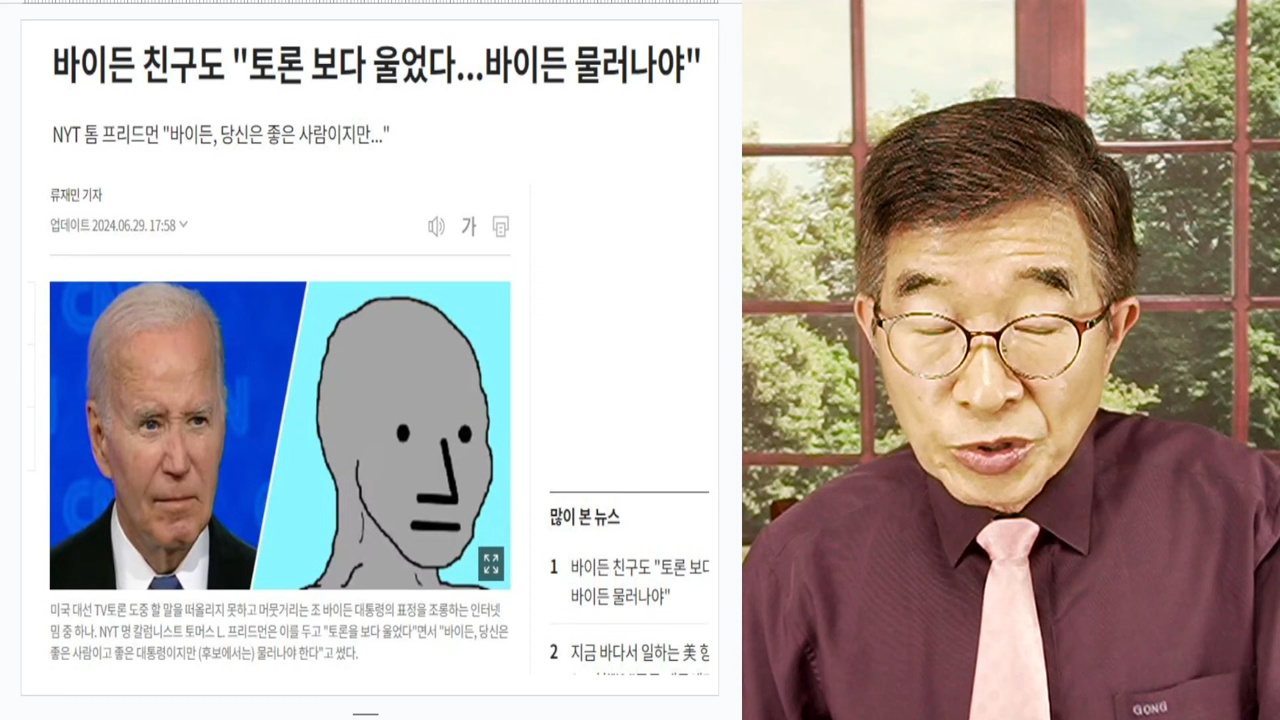 바이든 친구도 "토론 보다 울었다...바이든 물러나야"
NYT 톰 프리드먼 "바이든, 당신은 좋은 사람이지만..."
류재민 기자
업데이트 2024.06.29. 17:58
가
미국 대선 TV토론 도중 할 말을 떠올리지 못하고 머뭇거리는 조 바이든 대통령의 표정을 조롱하는 인터넷
밈 중 하나. NYT 명 칼럼니스트 토머스 L. 프리드먼은 이를 두고 "토론을 보다 울었다"면서 "바이든, 당신은
좋은 사람이고 좋은 대통령이지만 (후보에서는) 물러나야 한다"고 썼다.
많이 본 뉴스
1 바이든 친구도 "토론 보다
바이든 물러나야"
2 지금 바다서 일하는 美 항
GONG